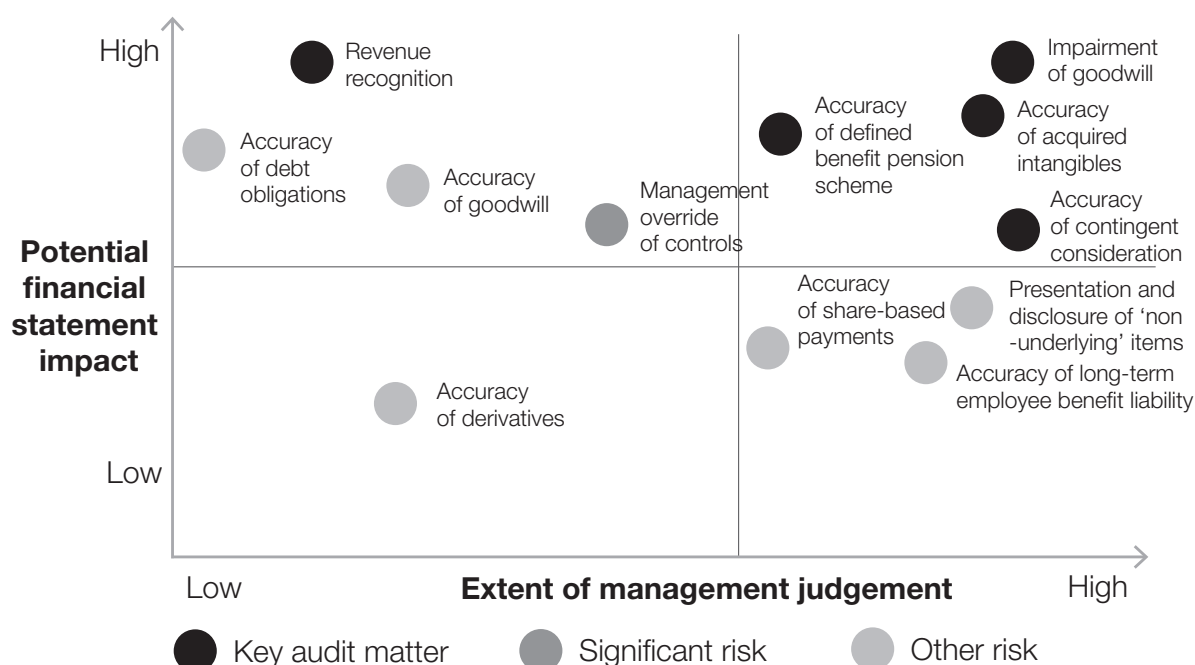 High
Revenue
recognition
Impairment
of goodwill
Accuracy
of debt
obligations
Accuracy
of goodwill
Management
override
of controls
Accuracy
of defined
benefit pension
scheme
Accuracy
of acquired
intangibles
Accuracy
of contingent
consideration
Potential
financial
statement
impact
Accuracy
of share-based
payments
Presentation and
disclosure of ‘non
-underlying’ items
Accuracy of long-term
employee benefit liability
Accuracy
of derivatives
Low
Low
Extent of management judgement
High
Key audit matter
Significant risk
Other risk